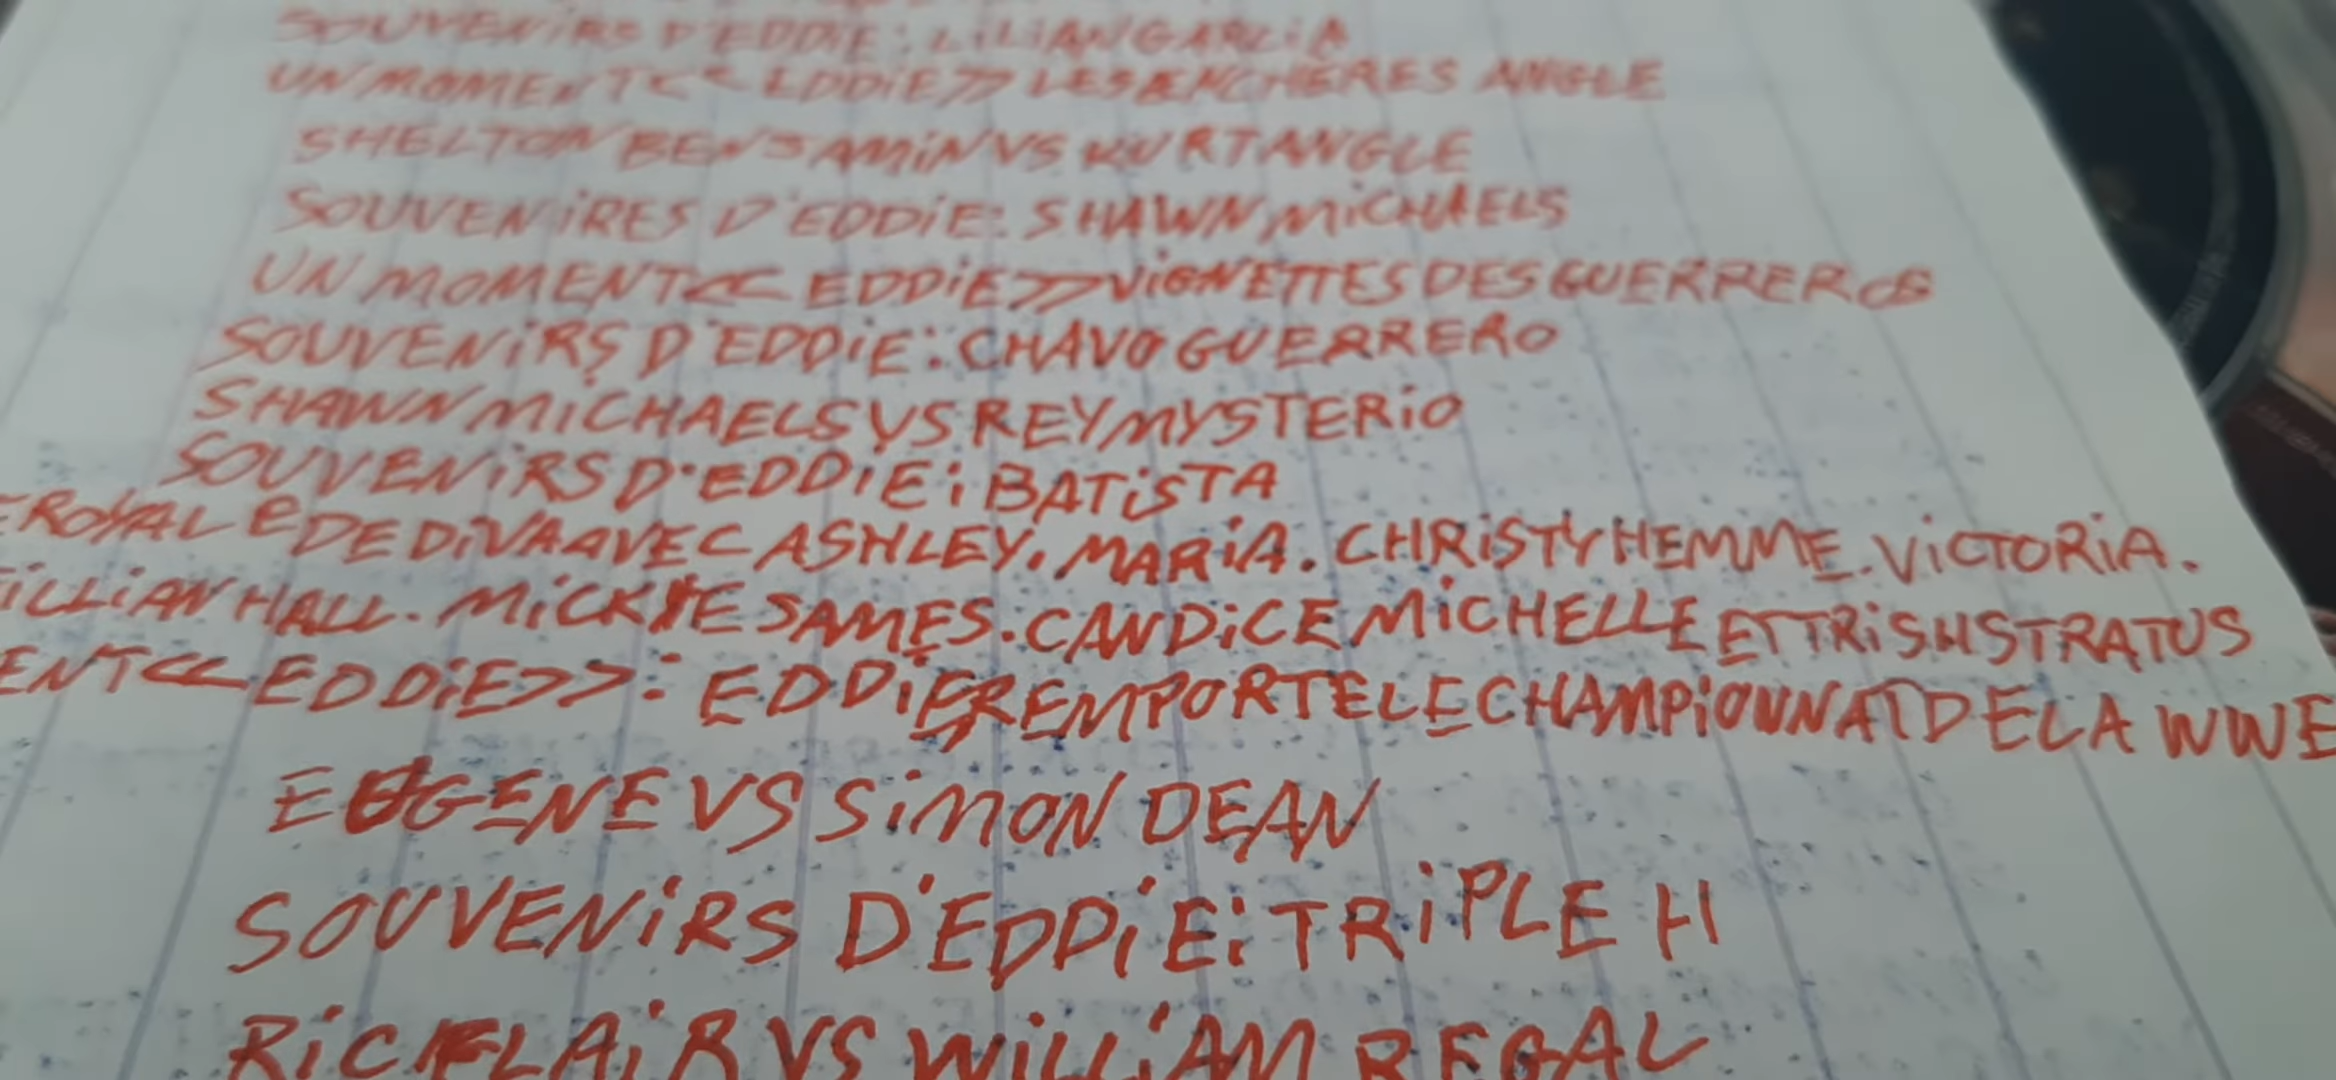 SOUVENIRS D'EDDIE: LILIAN GARCIA
UN MOMENT << EDDIE >> LES ENCHERES ANGLE
SHELTON BENJAMIN VS KURT ANGLE
SOUVENIRES D'EDDIE: SHAWN MICHAELS
UN MOMENT << EDDIE >> VIGNETTES DES GUERREROS
SOUVENIRS D'EDDIE: CHAVO GUERRERO
SHAWN MICHAELS VS REY MYSTERIO
SOUVENIRS D'EDDIE: BATISTA
E ROYALE DE DIVA AVEC ASHLEY. MARIA. CHRISTY HEMME. VICTORIA.
JILLIAN HALL. MICKIE JAMES. CANDICE MICHELLE ET TRISH STRATUS
ENT << EDDIE >>: EDDIE REMPORTE LE CHAMPIONNAT DE LA WWE
EUGENE VS SIMON DEAN
SOUVENIRS D'EDDIE: TRIPLE H
RIC FLAIR VS WILLIAM REGAL